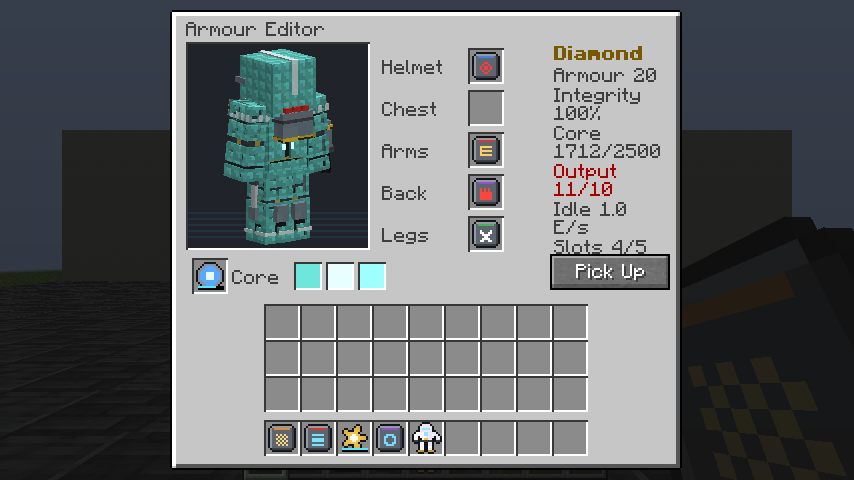 Armour Editor
Helmet
Chest
Arms
Back
Legs
Core
Diamond
Armour 20
Integrity
100%
Core
1712/2500
Output
11/10
Idle 1.0
E/s
Slots 4/5
Pick Up